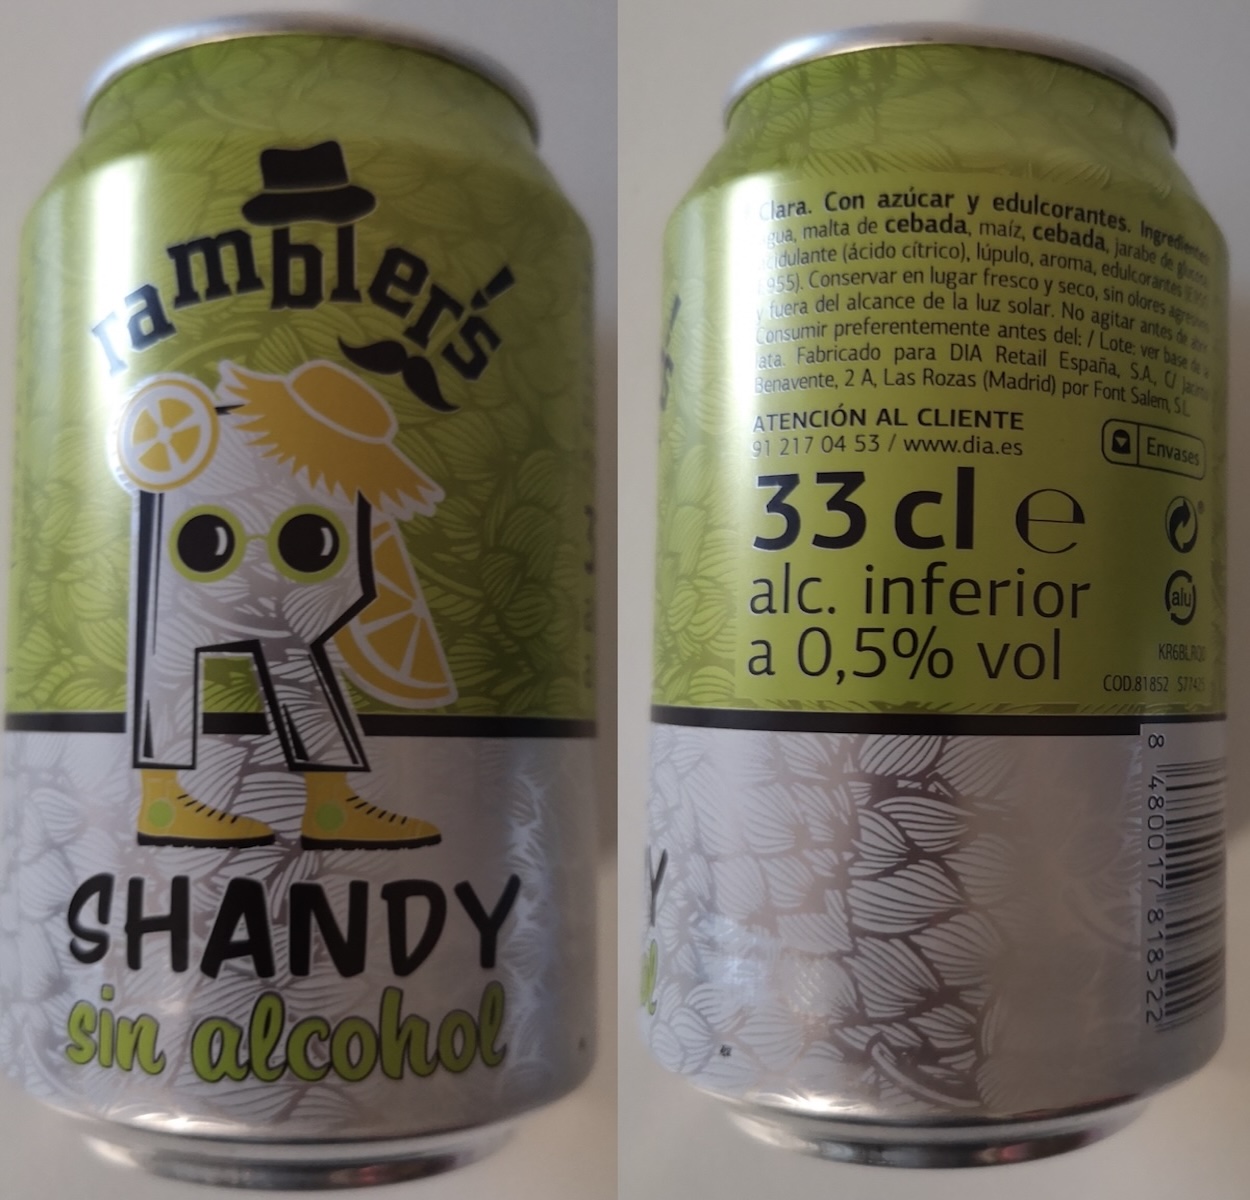 rambler's
SHANDY
sin alcohol
Clara. Con azúcar y edulcorantes. Ingredientes:
agua, malta de cebada, maíz, cebada, jarabe de glucosa,
acidulante (ácido cítrico), lúpulo, aroma, edulcorantes
955). Conservar en lugar fresco y seco, sin olores agresivos
y fuera del alcance de la luz solar. No agitar antes de abrir
Consumir preferentemente antes del: / Lote: ver base de la
lata. Fabricado para DIA Retail España, S.A., C/ Jacinto
Benavente, 2 A, Las Rozas (Madrid) por Font Salem, S.L.
ATENCIÓN AL CLIENTE
91 217 04 53 / www.dia.es
Envases
33 cl e
alc. inferior
a 0,5% vol
alu
COD.81852
8 480017 818522